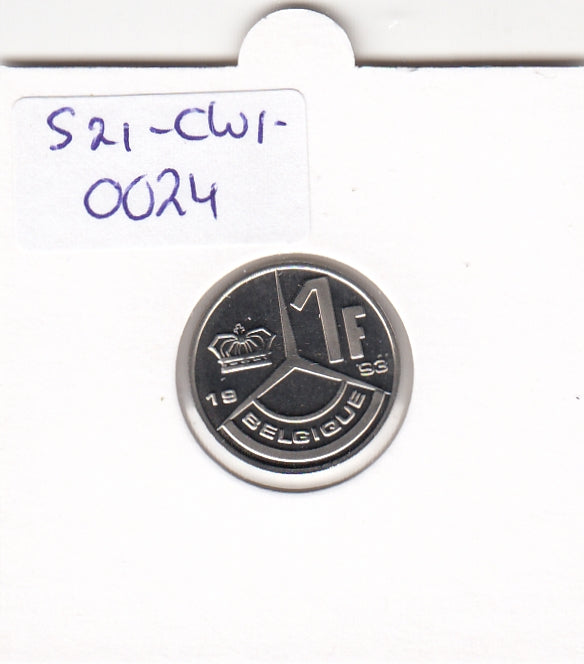 S21-CW1-
0024
1F
19 93
BELGIQUE